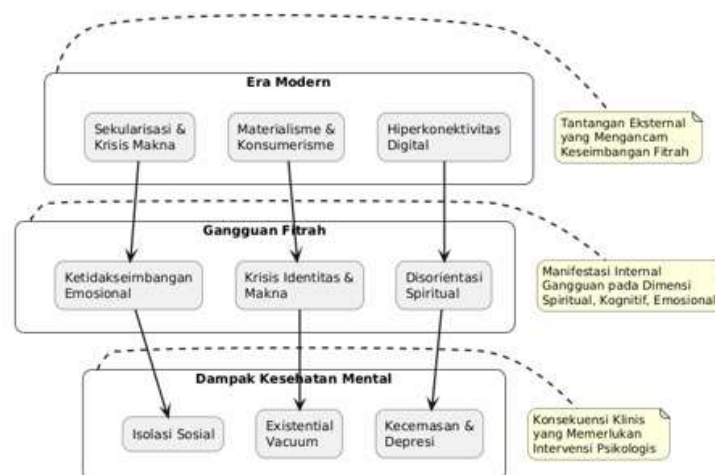 Era Modern
Sekularisasi &
Krisis Makna
Materialisme &
Konsumerisme
Hiperkonektivitas
Digital
Tantangan Eksternal
yang Mengancam
Keseimbangan Fitrah
Gangguan Fitrah
Ketidakseimbangan
Emosional
Krisis Identitas &
Makna
Disorientasi
Spiritual
Manifestasi Internal
Gangguan pada Dimensi
Spiritual, Kognitif, Emosional
Dampak Kesehatan Mental
Isolasi Sosial
Existential
Vacuum
Kecemasan &
Depresi
Konsekuensi Klinis
yang Memerlukan
Intervensi Psikologis